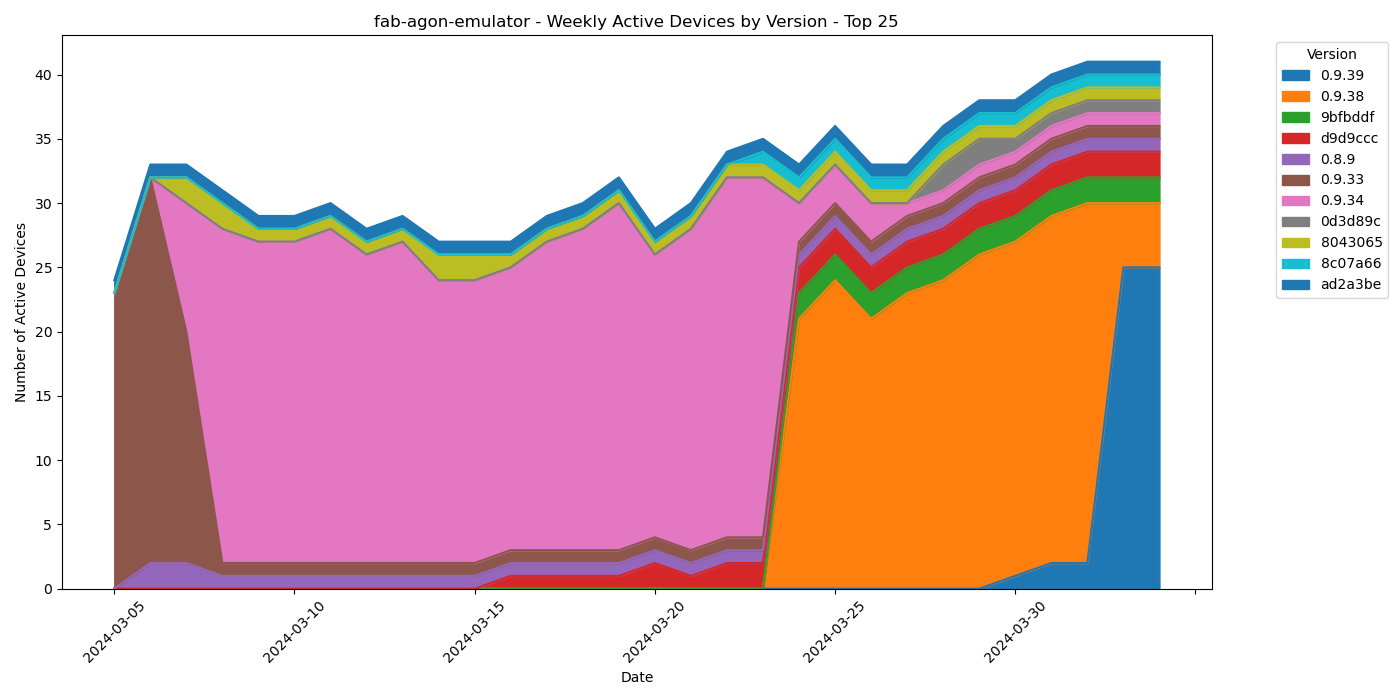 fab-agon-emulator - Weekly Active Devices by Version - Top 25
Number of Active Devices
40
35
30
25
20
15
10
5
0
2024-03-05
2024-03-10
2024-03-15
2024-03-20
2024-03-25
2024-03-30
Date
Version
0.9.39
0.9.38
9bfbddf
d9d9ccc
0.8.9
0.9.33
0.9.34
0d3d89c
8043065
8c07a66
ad2a3be